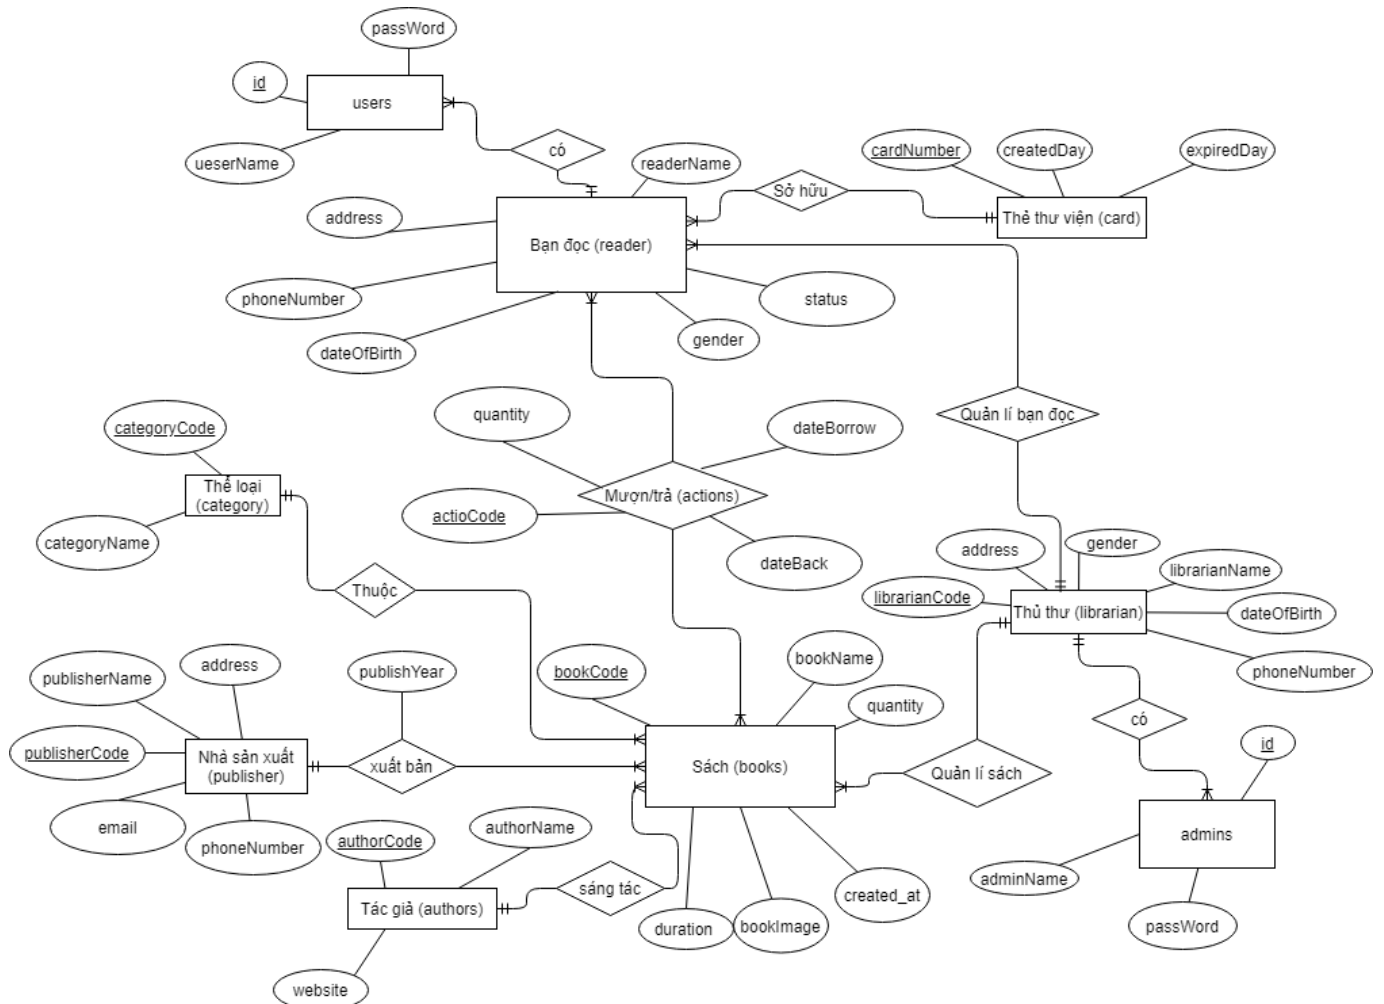 passWord
id
users
ueserName
có
readerName
cardNumber
createdDay
expiredDay
Sở hữu
Thẻ thư viện (card)
address
Bạn đọc (reader)
phoneNumber
status
dateOfBirth
gender
quantity
dateBorrow
Quản lí bạn đọc
categoryCode
Thể loại
(category)
Mượn/trả (actions)
actioCode
categoryName
dateBack
address
gender
librarianName
Thuộc
librarianCode
Thủ thư (librarian)
dateOfBirth
publisherName
address
publishYear
bookCode
bookName
phoneNumber
quantity
có
publisherCode
Nhà sản xuất
(publisher)
xuất bản
Sách (books)
Quản lí sách
id
email
phoneNumber
authorCode
authorName
admins
Tác giả (authors)
sáng tác
created_at
adminName
duration
bookImage
passWord
website